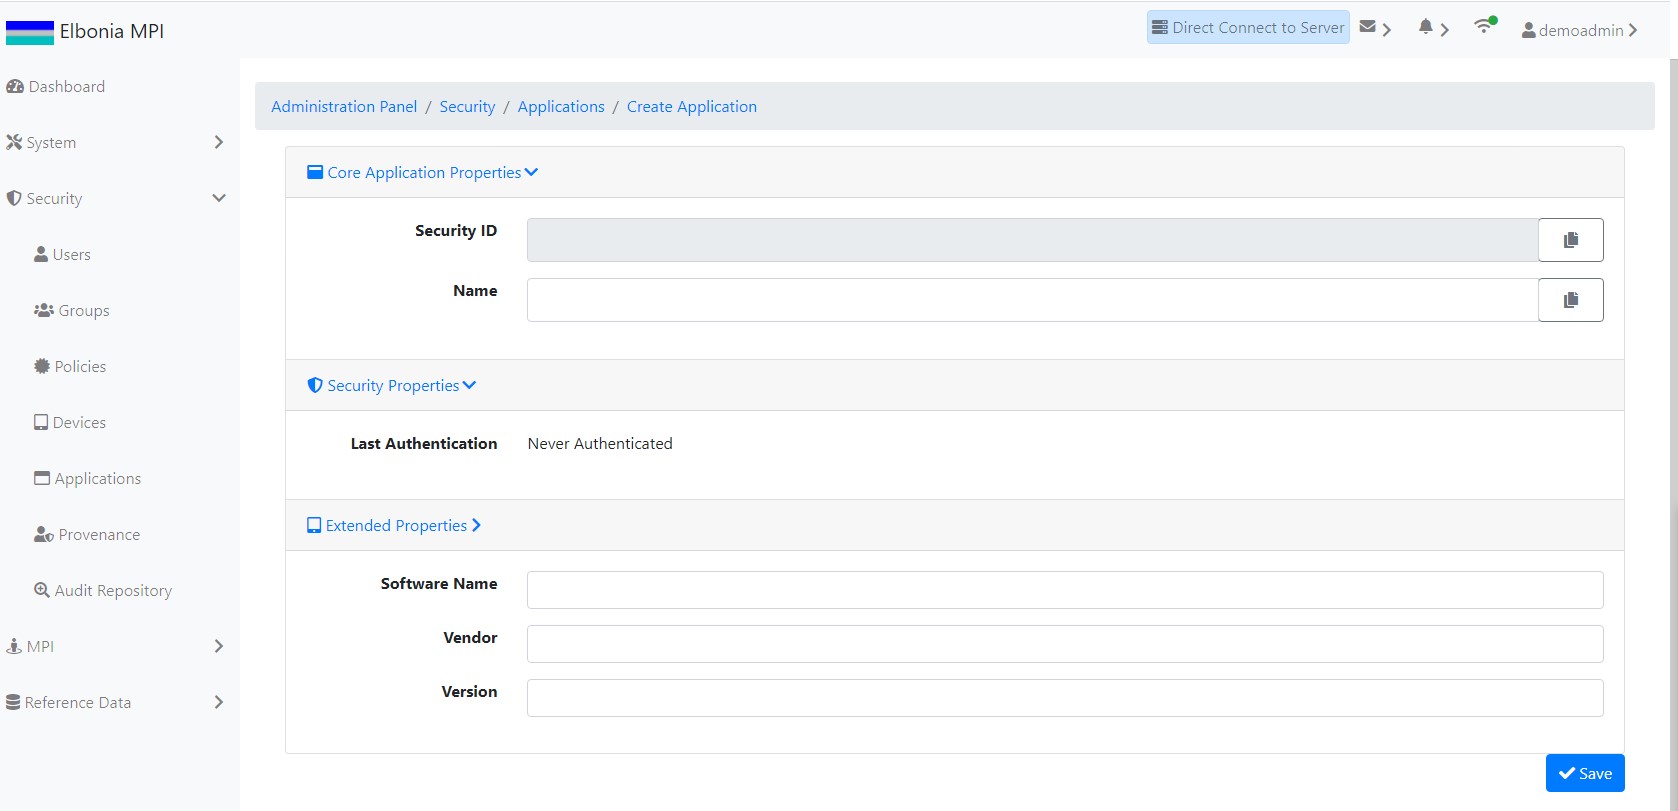 Elbonia MPI
Direct Connect to Server
demoadmin
Dashboard
System
Security
Users
Groups
Policies
Devices
Applications
Provenance
Audit Repository
MPI
Reference Data
Administration Panel / Security / Applications / Create Application
Core Application Properties
Security ID
Name
Security Properties
Last Authentication Never Authenticated
Extended Properties
Software Name
Vendor
Version
Save